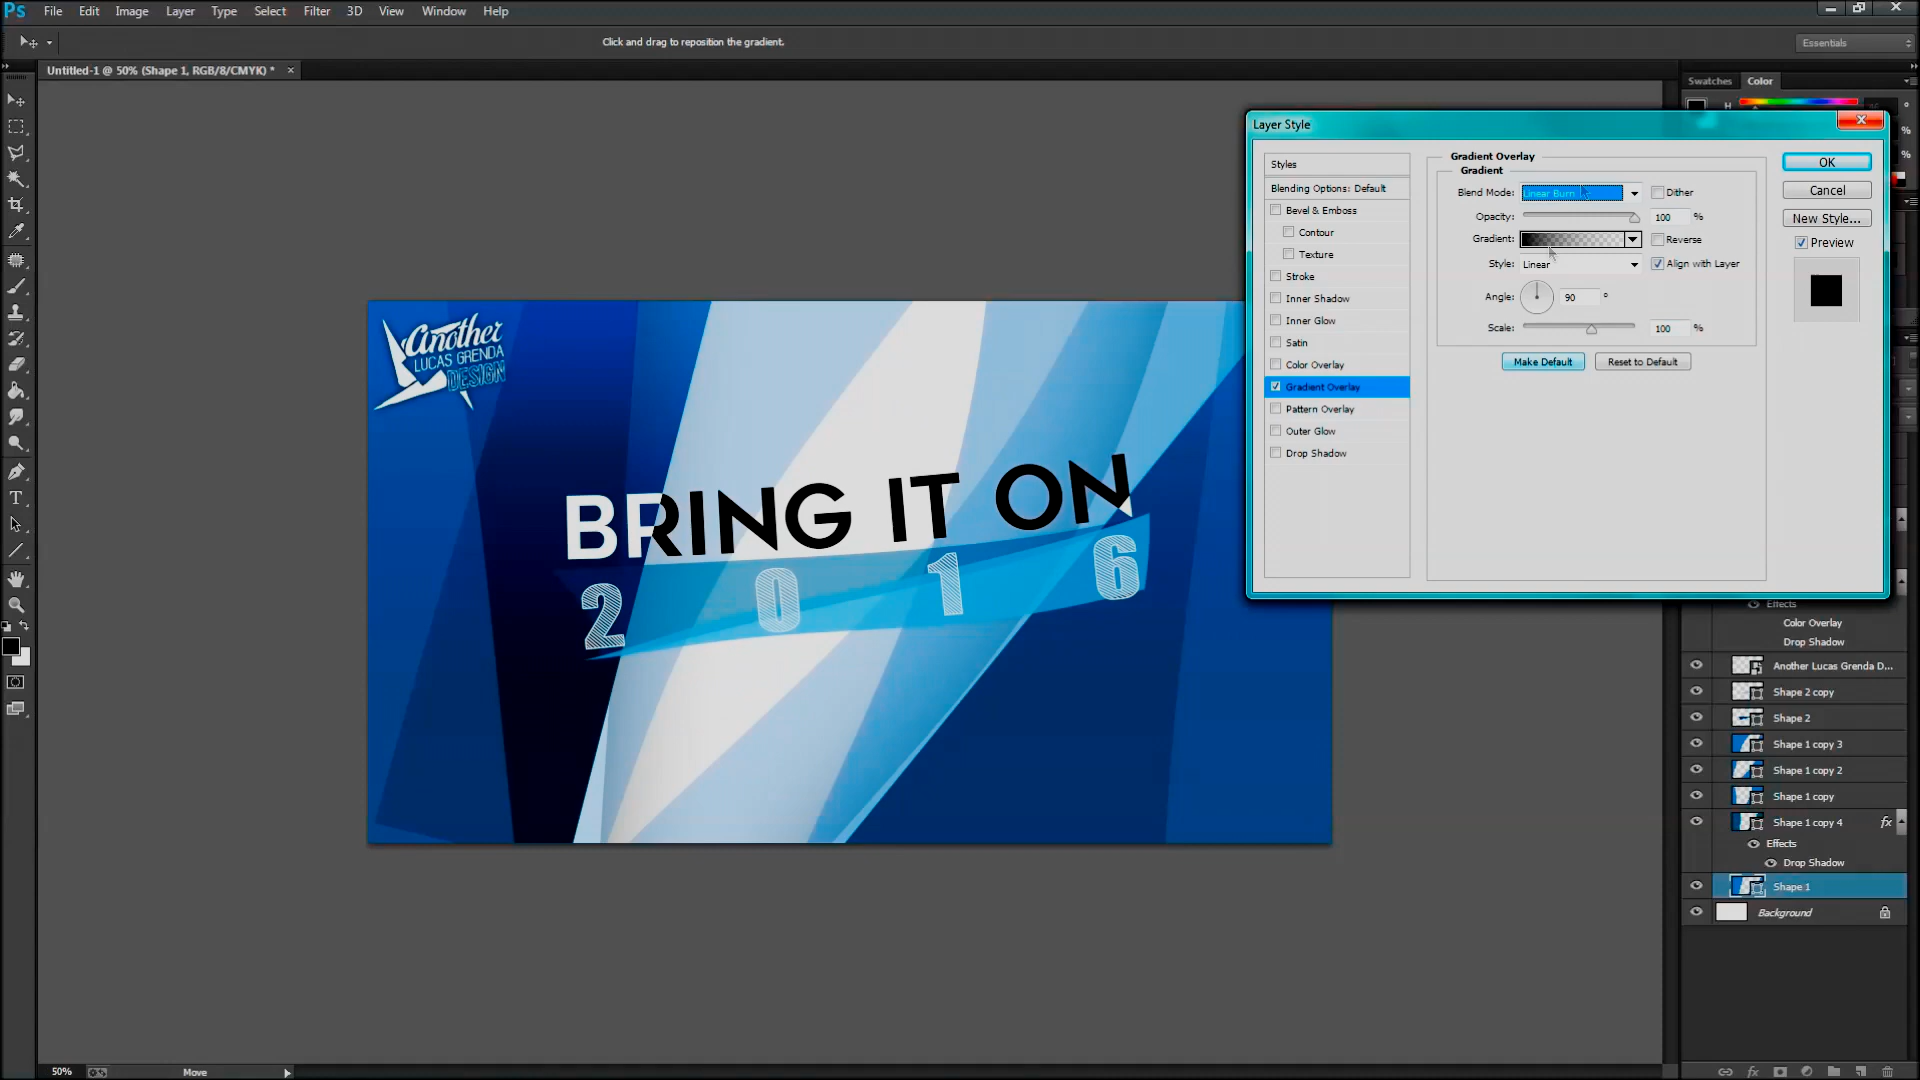 Ps File Edit Image Layer Type Select Filter 3D View Window Help
Click and drag to reposition the gradient.
Essentials
Untitled-1 @ 50% (Shape 1, RGB/8/CMYK) * ×
Swatches Color
H
%
%
Layer Style
Styles
Blending Options: Default
Bevel & Emboss
Contour
Texture
Stroke
Inner Shadow
Inner Glow
Satin
Color Overlay
Gradient Overlay
Pattern Overlay
Outer Glow
Drop Shadow
Gradient Overlay
Gradient
Blend Mode: Linear Burn Dither
Opacity: 100 %
Gradient: Reverse
Style: Linear Align with Layer
Angle: 90 °
Scale: 100 %
Make Default Reset to Default
OK
Cancel
New Style...
Preview
Another
LUCAS GRENDA
DESIGN
BRING IT ON
2 0 1 6
Effects
Color Overlay
Drop Shadow
Another Lucas Grenda D...
Shape 2 copy
Shape 2
Shape 1 copy 3
Shape 1 copy 2
Shape 1 copy
Shape 1 copy 4 fx
Effects
Drop Shadow
Shape 1
Background
T
50% Move
fx